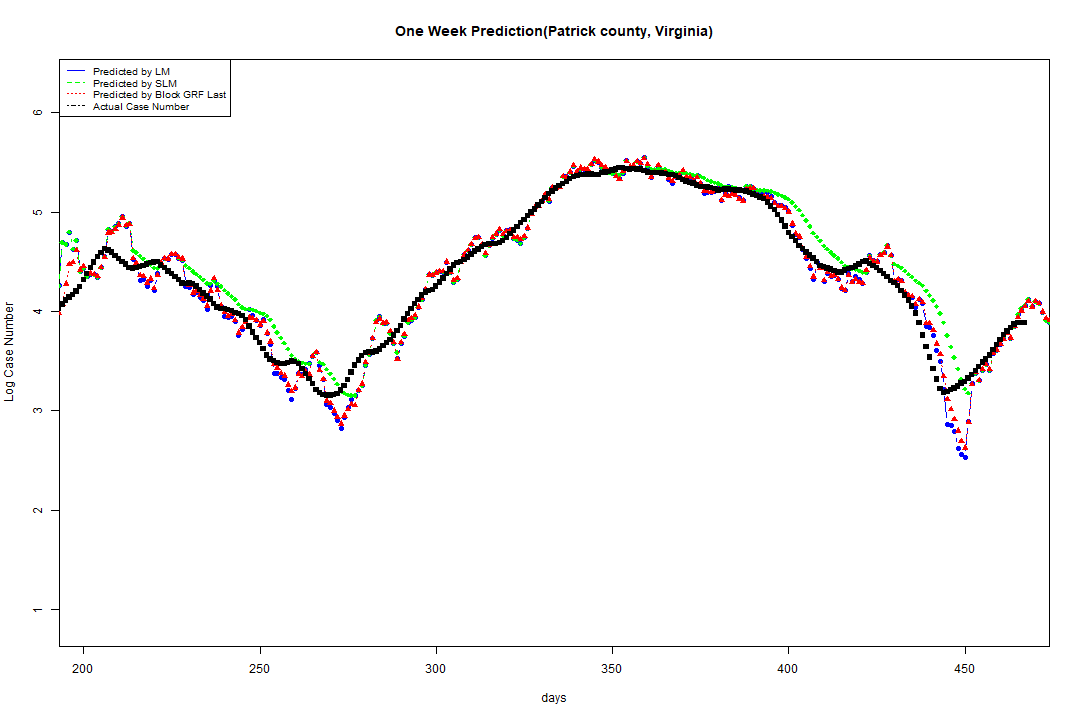 One Week Prediction(Patrick county, Virginia)
Predicted by LM
Predicted by SLM
Predicted by Block GRF Last
Actual Case Number
6
5
4
3
2
1
Log Case Number
200 250 300 350 400 450
days